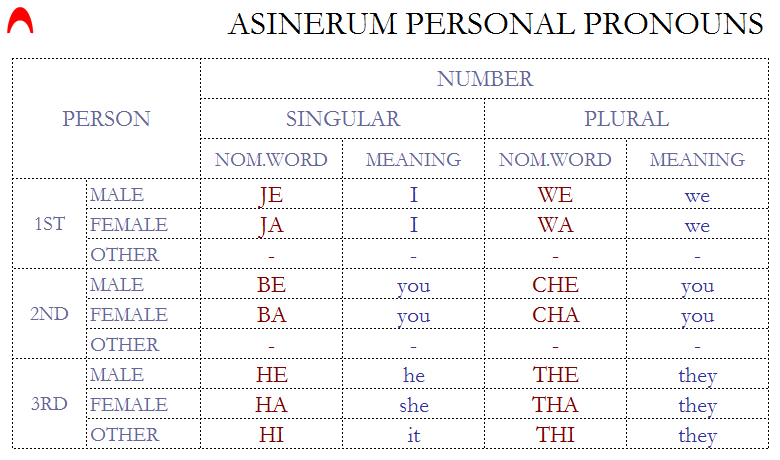 ASINERUM PERSONAL PRONOUNS
PERSON
NUMBER
SINGULAR PLURAL
NOM.WORD MEANING NOM.WORD MEANING
1ST
MALE JE I WE we
FEMALE JA I WA we
OTHER - - - -
2ND
MALE BE you CHE you
FEMALE BA you CHA you
OTHER - - - -
3RD
MALE HE he THE they
FEMALE HA she THA they
OTHER HI it THI they